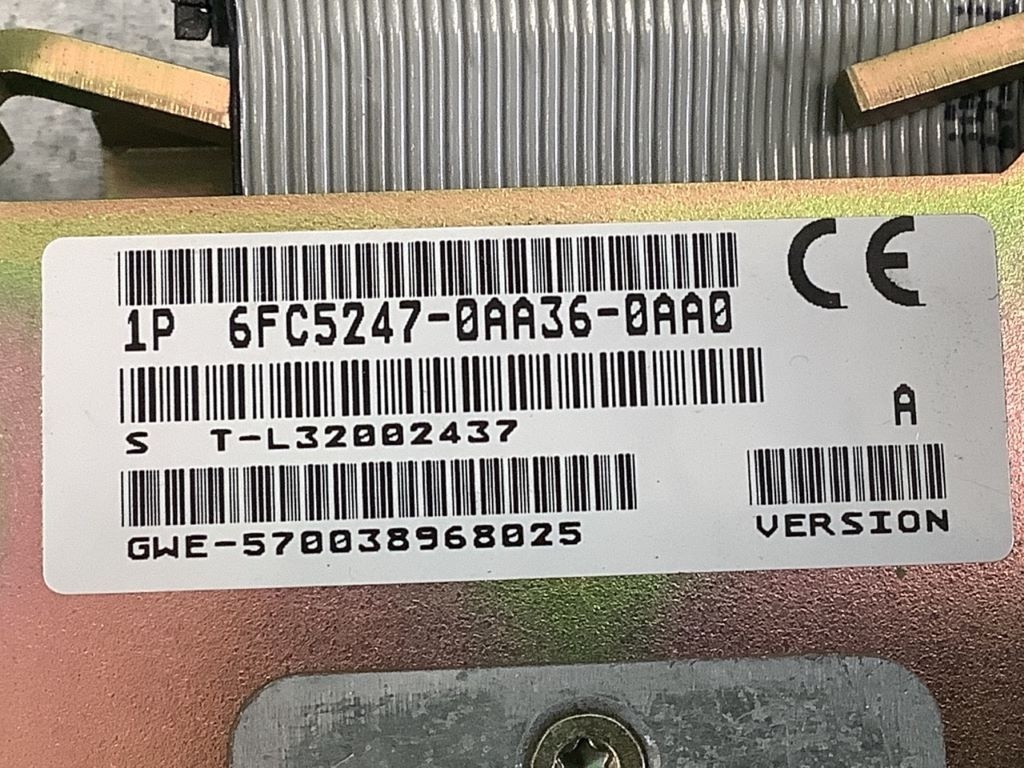 CE
1P 6FC5247-0AA36-0AA0
S T-L32002437
A
GWE-570038968025
VERSION